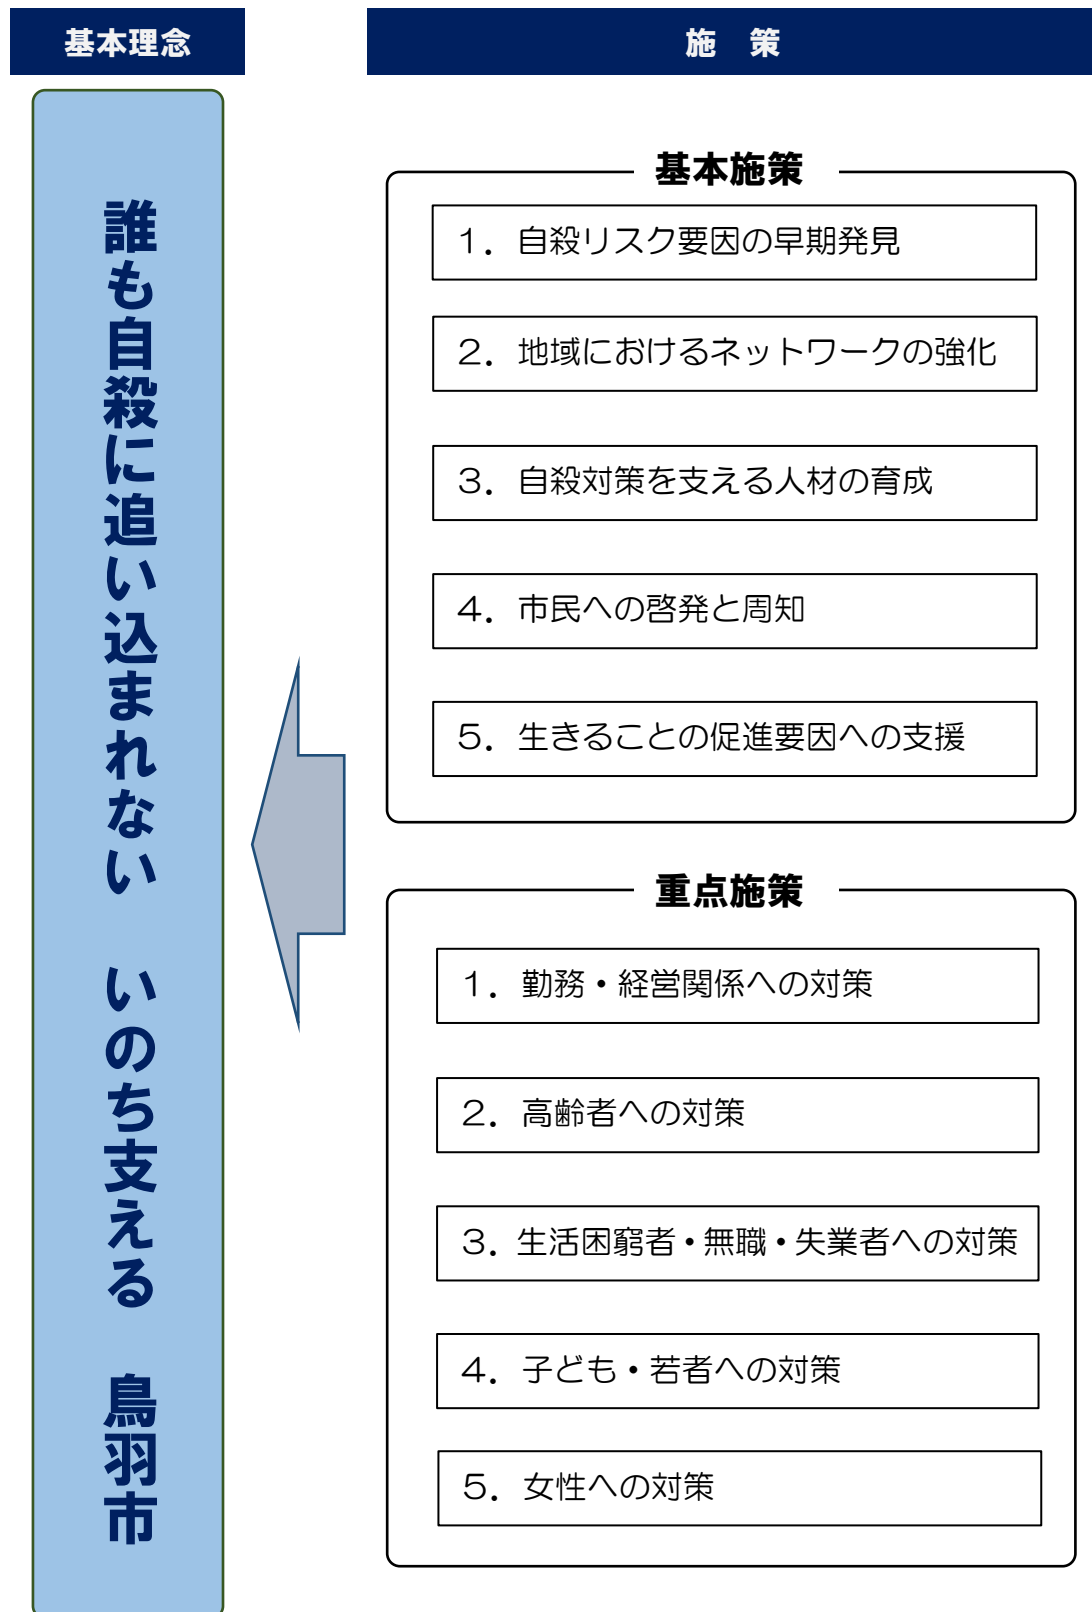 基本理念
誰も自殺に追い込まれない　いのち支える　鳥羽市
施　策
基本施策
１．自殺リスク要因の早期発見
２．地域におけるネットワークの強化
３．自殺対策を支える人材の育成
４．市民への啓発と周知
５．生きることの促進要因への支援
重点施策
１．勤務・経営関係への対策
２．高齢者への対策
３．生活困窮者・無職・失業者への対策
４．子ども・若者への対策
５．女性への対策